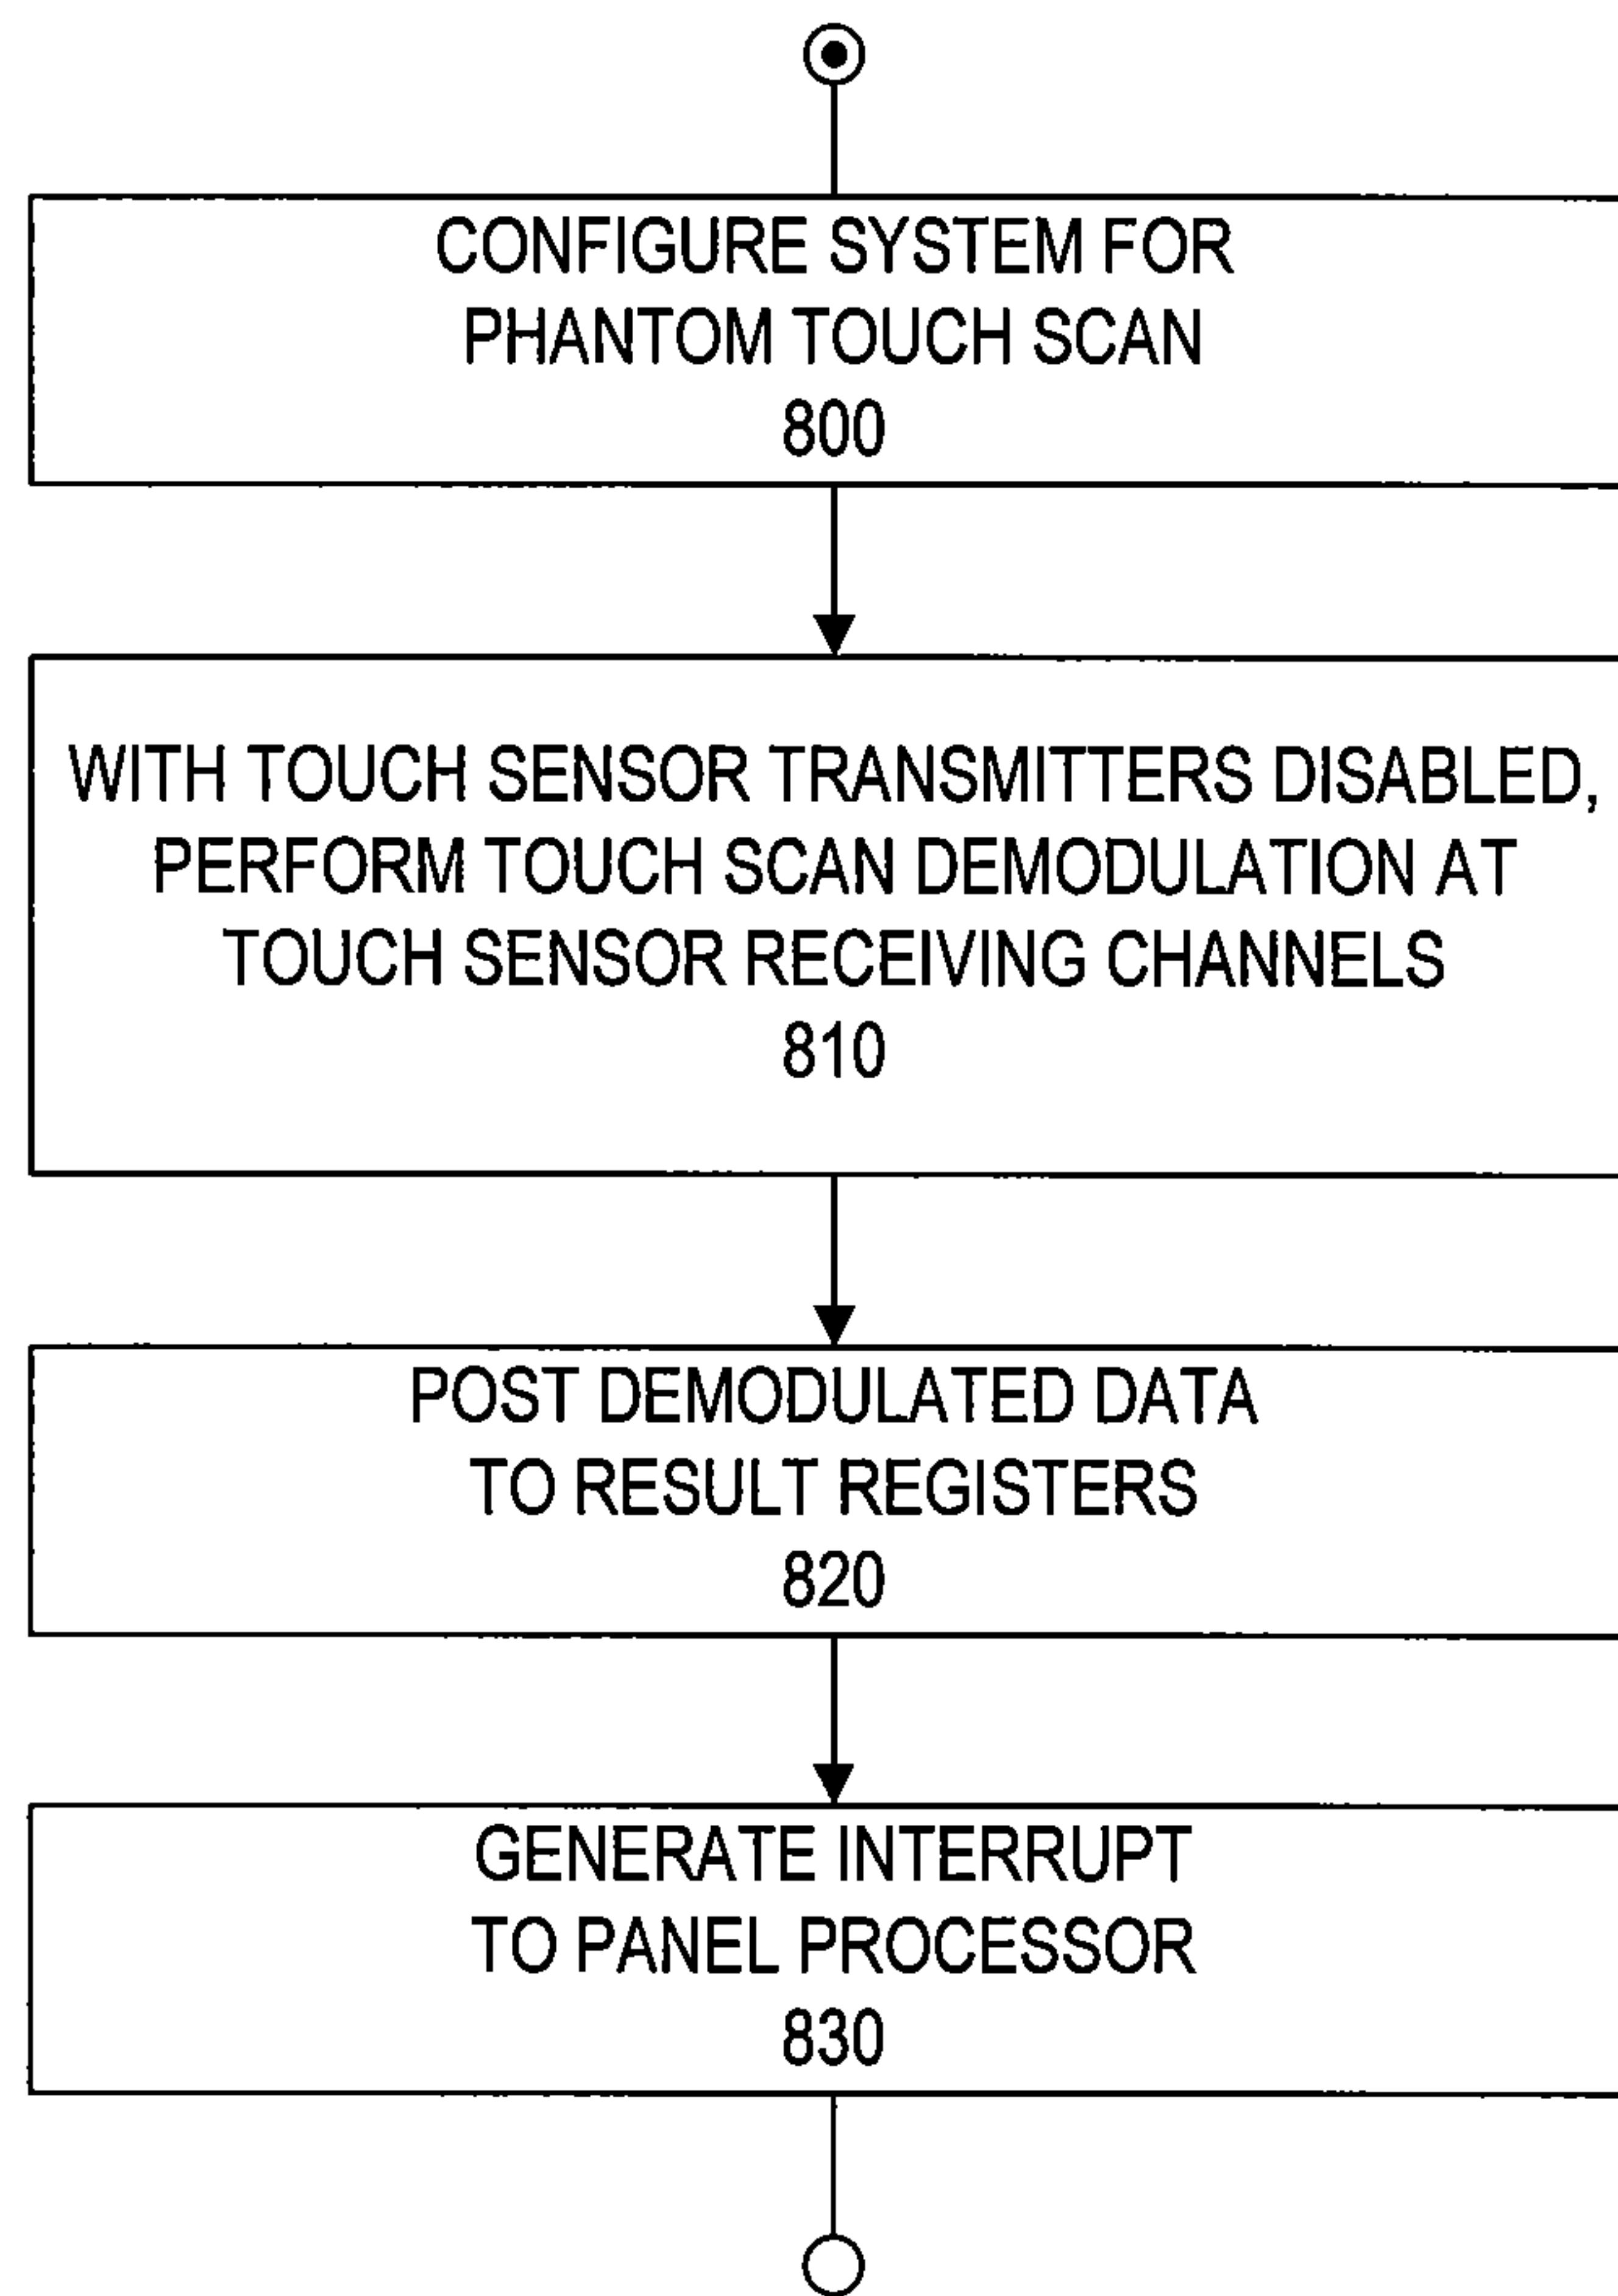 CONFIGURE SYSTEM FOR
PHANTOM TOUCH SCAN
800
WITH TOUCH SENSOR TRANSMITTERS DISABLED,
PERFORM TOUCH SCAN DEMODULATION AT
TOUCH SENSOR RECEIVING CHANNELS
810
POST DEMODULATED DATA
TO RESULT REGISTERS
820
GENERATE INTERRUPT
TO PANEL PROCESSOR
830